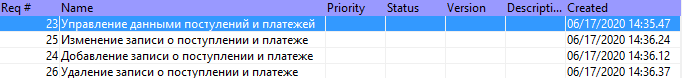 Req # Name Priority Status Version Descripti... Created
23 Управление данными постулений и платежей 06/17/2020 14:35.47
25 Изменение записи о поступлении и платеже 06/17/2020 14:36.24
24 Добавление записи о поступлении и платеже 06/17/2020 14:36.12
26 Удаление записи о поступлении и платеже 06/17/2020 14:36.37